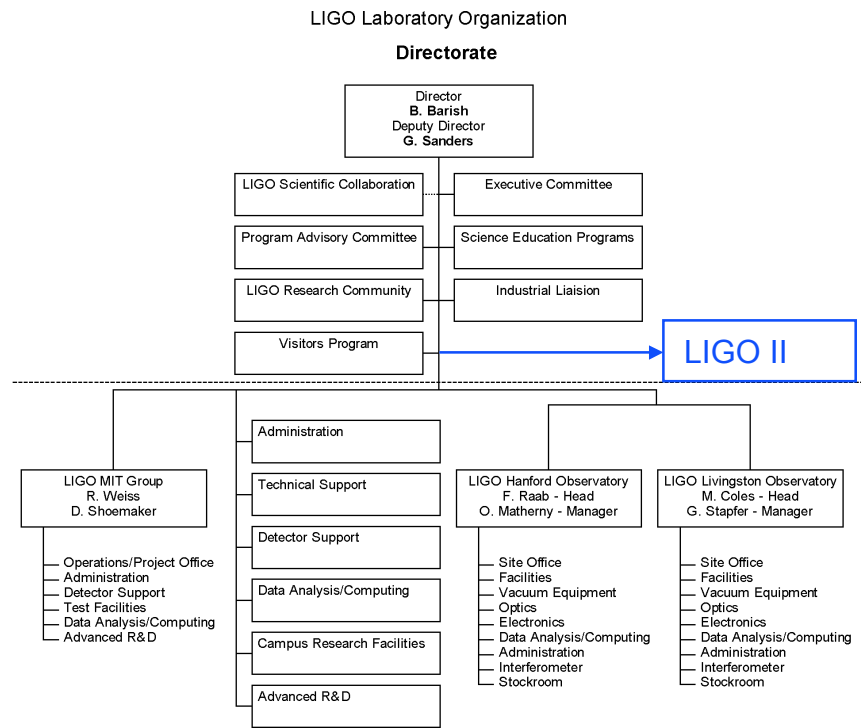 LIGO Laboratory Organization
Directorate
Director
B. Barish
Deputy Director
G. Sanders
LIGO Scientific Collaboration
Executive Committee
Program Advisory Committee
Science Education Programs
LIGO Research Community
Industrial Liaision
Visitors Program
LIGO II
LIGO MIT Group
R. Weiss
D. Shoemaker
Operations/Project Office
Administration
Detector Support
Test Facilities
Data Analysis/Computing
Advanced R&D
Administration
Technical Support
Detector Support
Data Analysis/Computing
Campus Research Facilities
Advanced R&D
LIGO Hanford Observatory
F. Raab - Head
O. Matherny - Manager
Site Office
Facilities
Vacuum Equipment
Optics
Electronics
Data Analysis/Computing
Administration
Interferometer
Stockroom
LIGO Livingston Observatory
M. Coles - Head
G. Stapfer - Manager
Site Office
Facilities
Vacuum Equipment
Optics
Electronics
Data Analysis/Computing
Administration
Interferometer
Stockroom